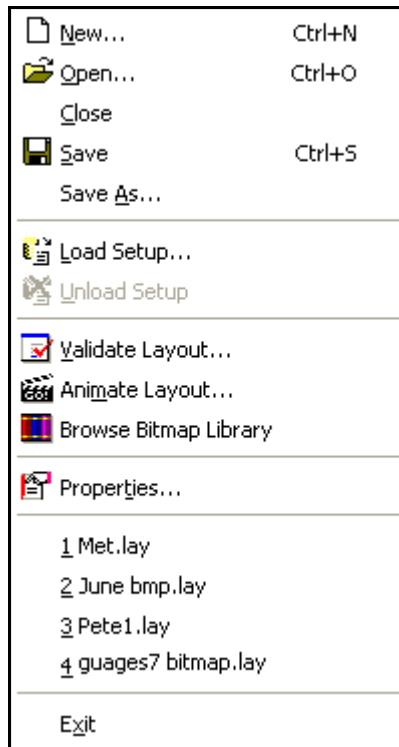 New... Ctrl+N
Open... Ctrl+O
Close
Save Ctrl+S
Save As...
Load Setup...
Unload Setup
Validate Layout...
Animate Layout...
Browse Bitmap Library
Properties...
1 Met.lay
2 June bmp.lay
3 Pete1.lay
4 guages7 bitmap.lay
Exit